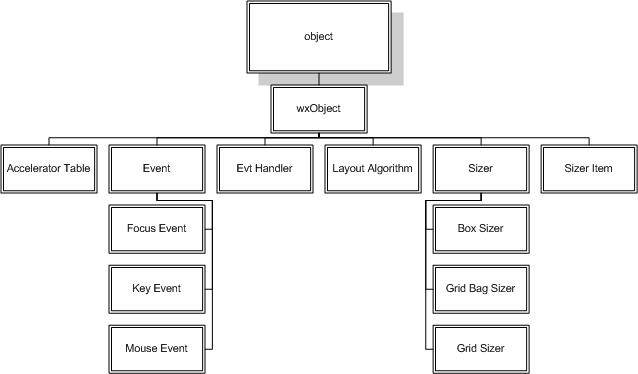 object
wxObject
Accelerator Table
Event
Evt Handler
Layout Algorithm
Sizer
Sizer Item
Focus Event
Box Sizer
Key Event
Grid Bag Sizer
Mouse Event
Grid Sizer